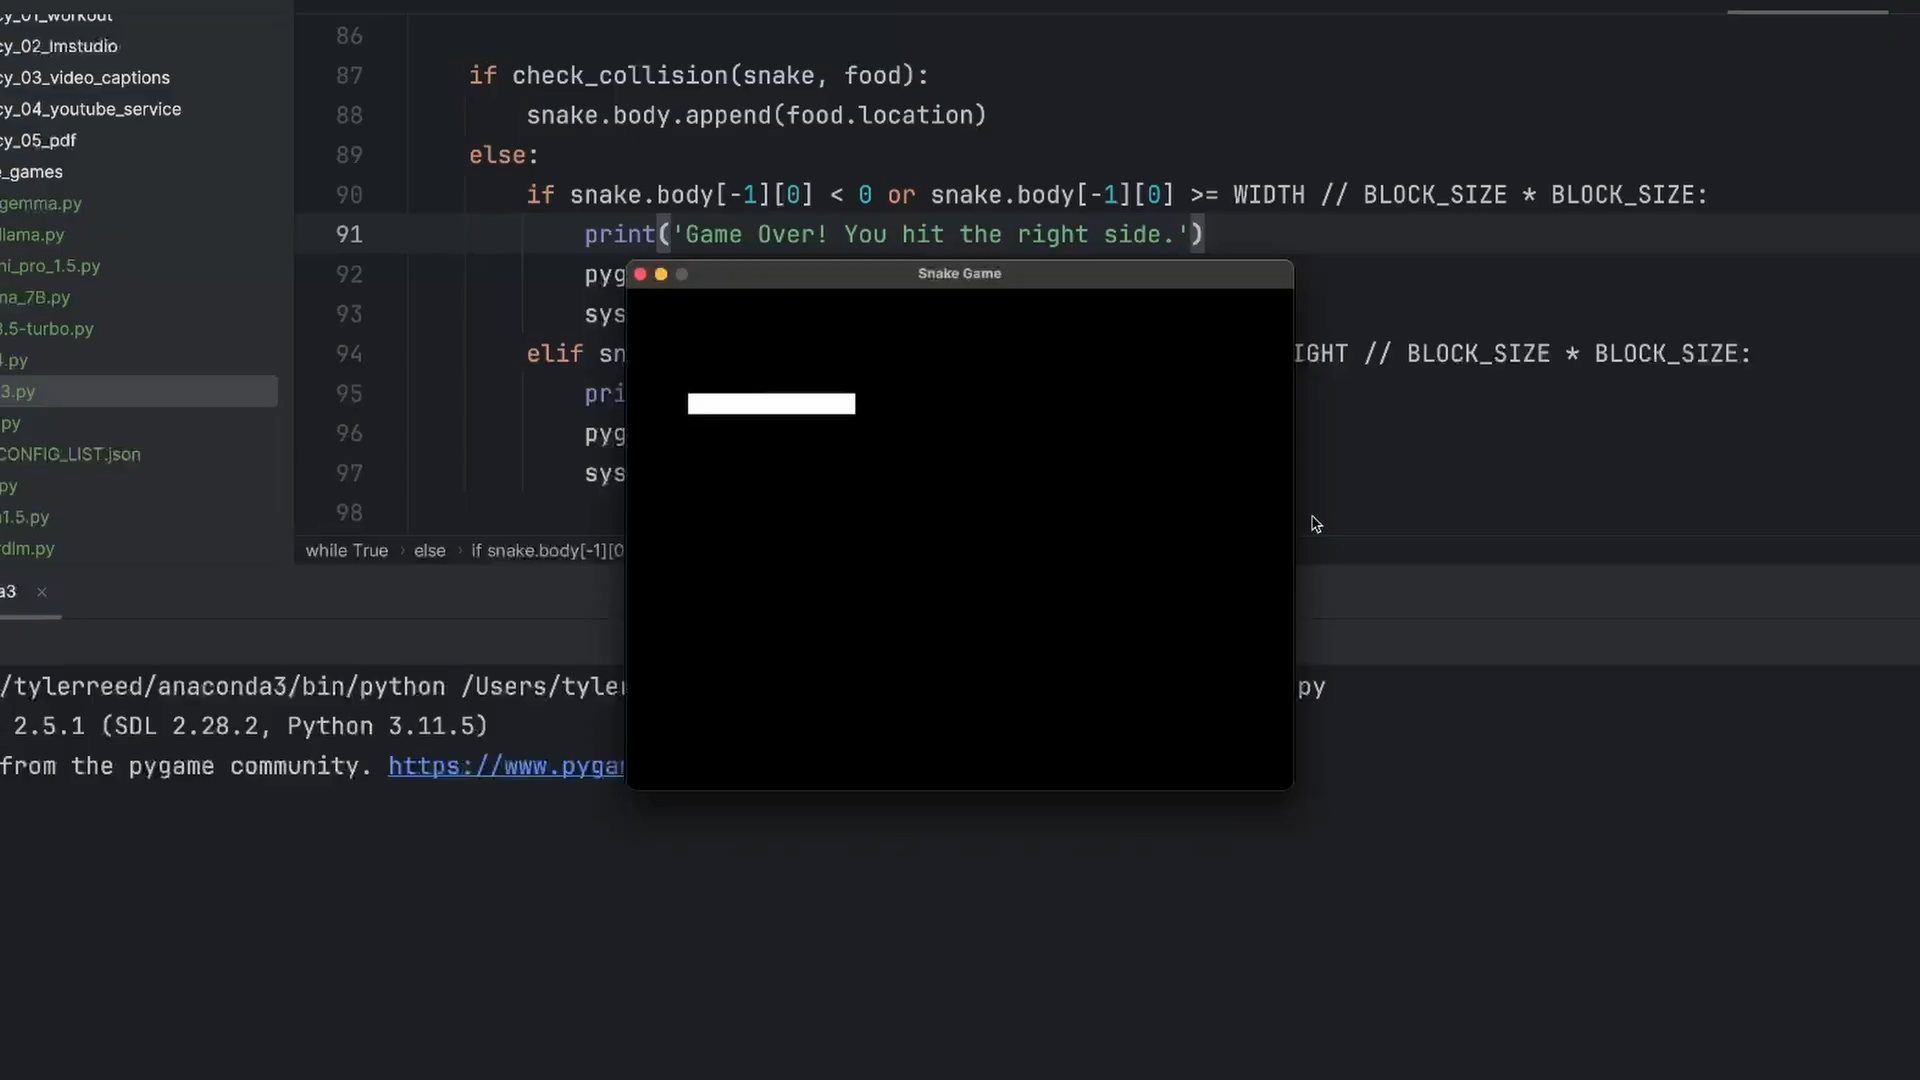 cy_01_workout
cy_02_lmstudio
cy_03_video_captions
cy_04_youtube_service
cy_05_pdf
e_games
gemma.py
llama.py
ni_pro_1.5.py
ma_7B.py
3.5-turbo.py
4.py
3.py
py
CONFIG_LIST.json
py
1.5.py
rdlm.py
86
87 if check_collision(snake, food):
88 snake.body.append(food.location)
89 else:
90 if snake.body[-1][0] < 0 or snake.body[-1][0] >= WIDTH // BLOCK_SIZE * BLOCK_SIZE:
91 print('Game Over! You hit the right side.')
92 pyg
93 sys
94 elif sn IGHT // BLOCK_SIZE * BLOCK_SIZE:
95 pri
96 pyg
97 sys
98
Snake Game
while True › else › if snake.body[-1][0
a3 ×
/tylerreed/anaconda3/bin/python /Users/tyler py
2.5.1 (SDL 2.28.2, Python 3.11.5)
from the pygame community. https://www.pygam